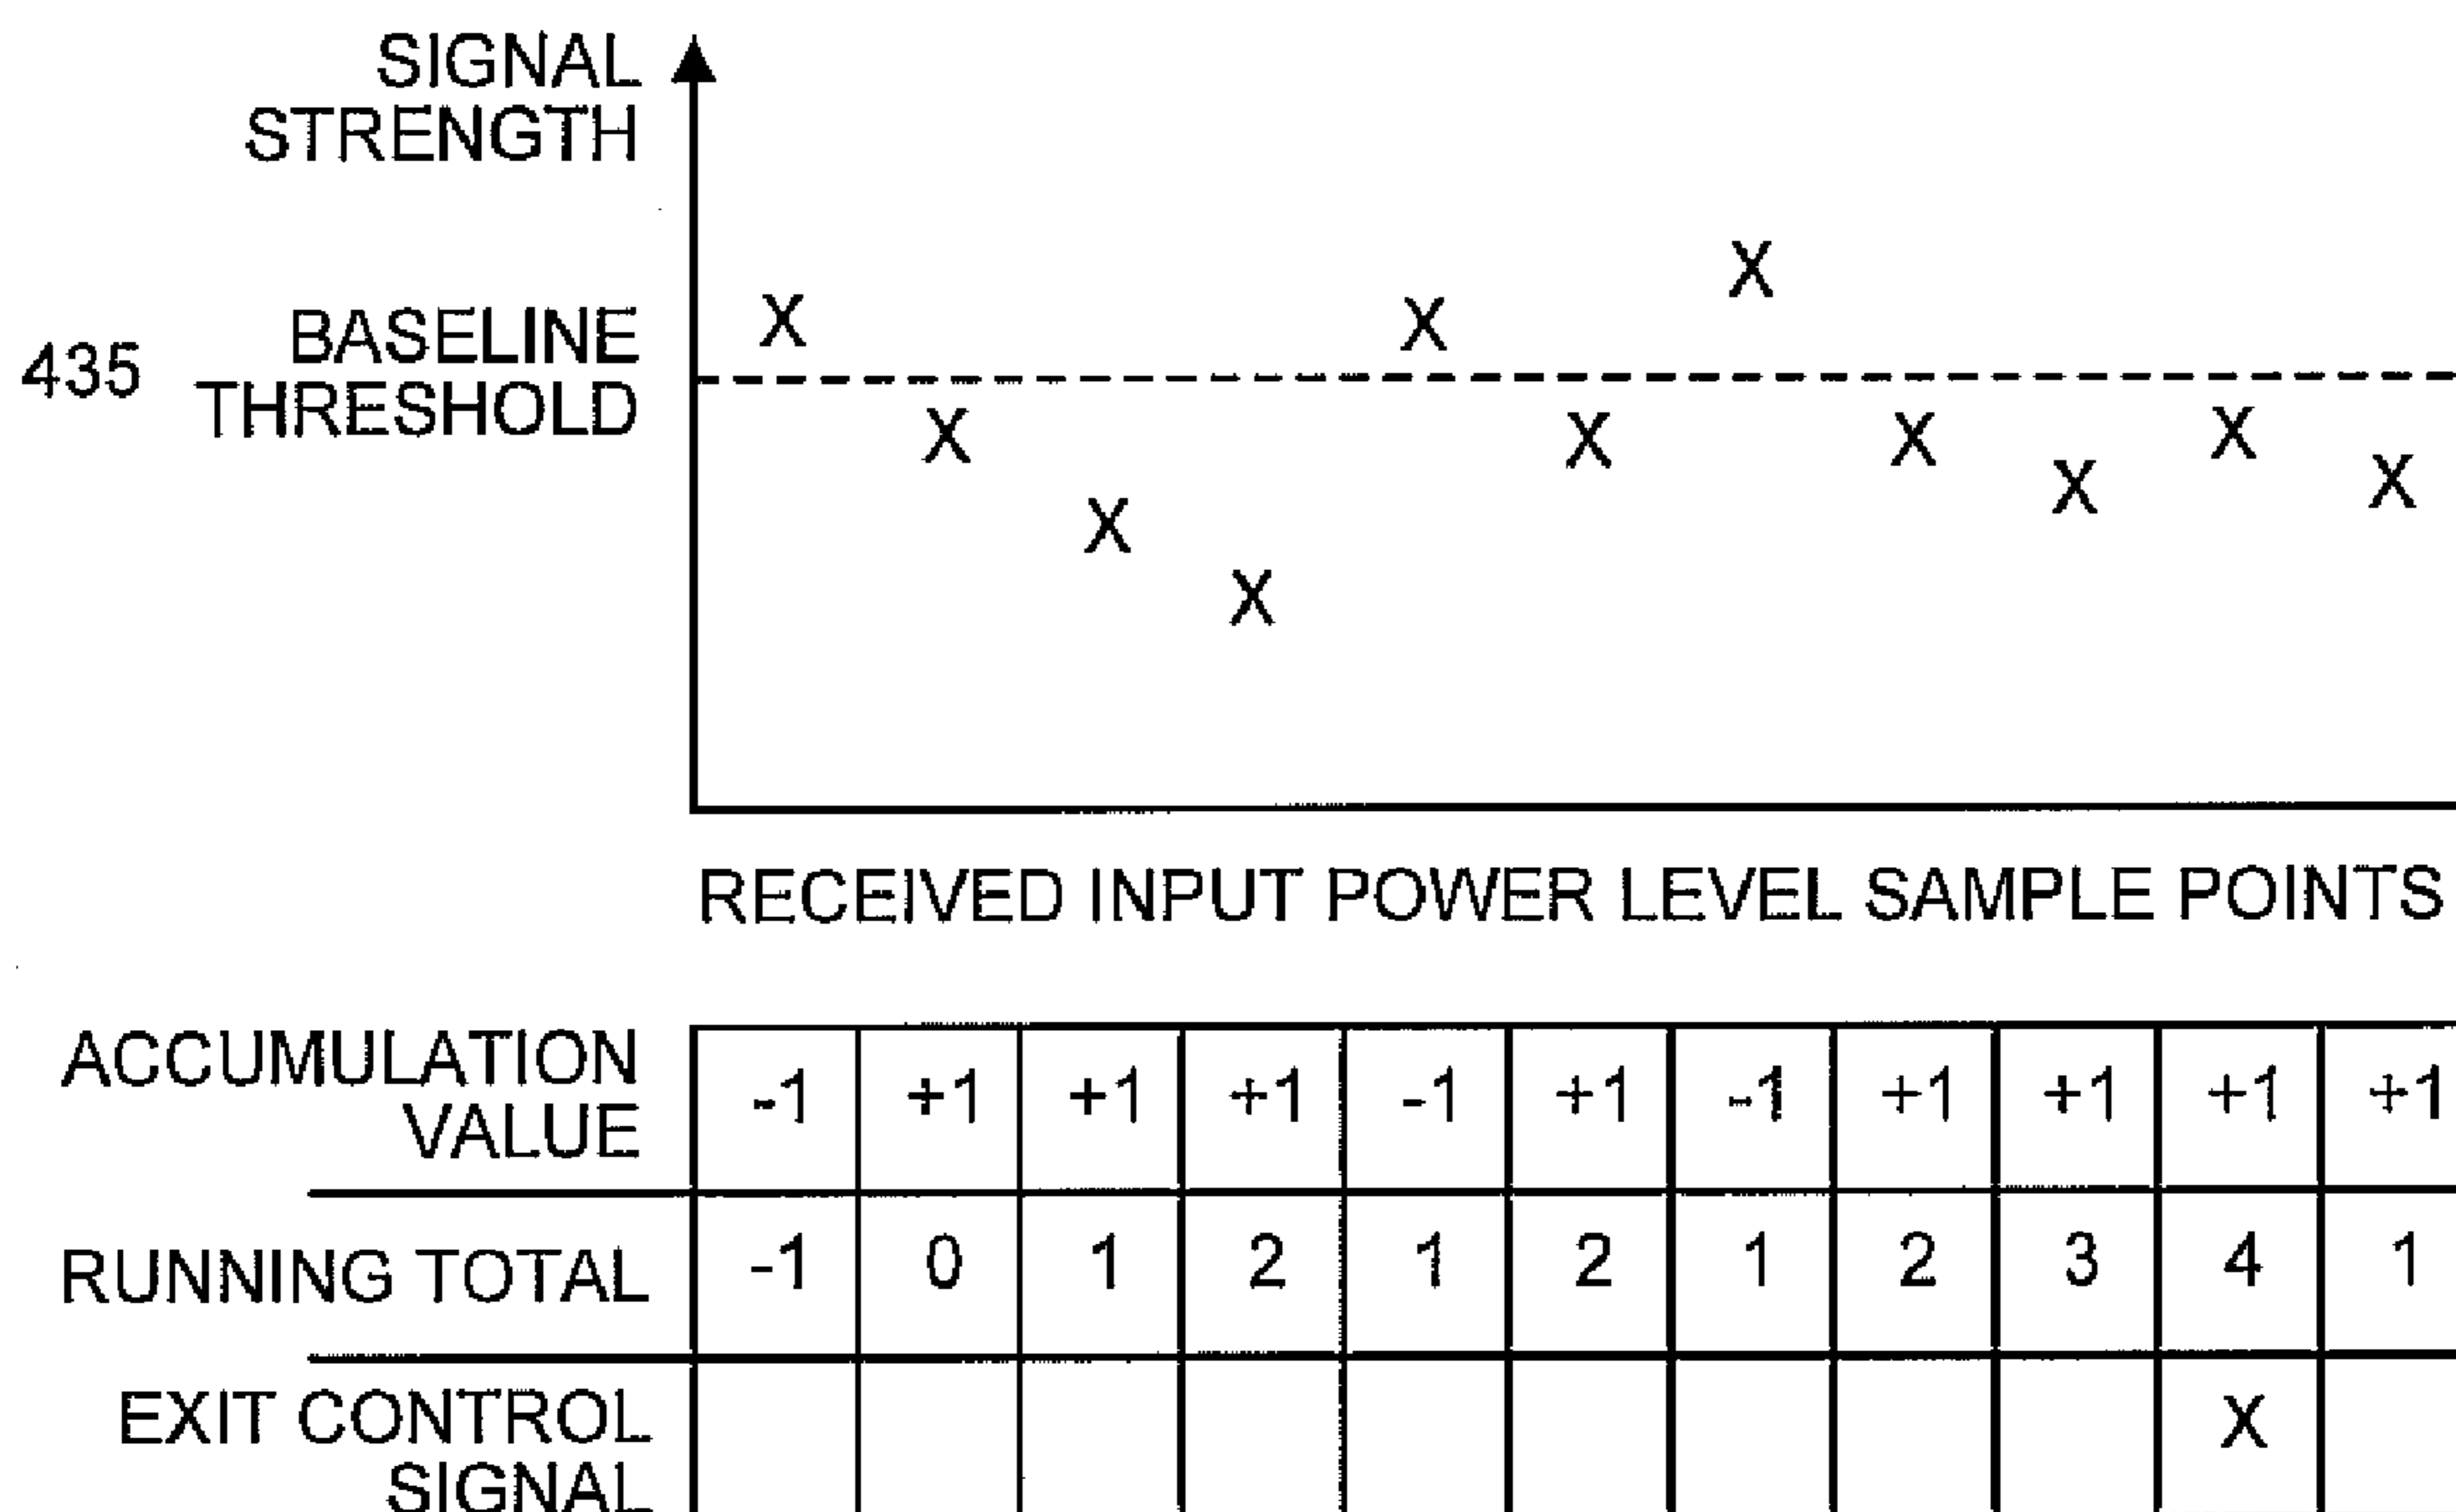 SIGNAL
STRENGTH
435
BASELINE
THRESHOLD
X X X X X X X X X X X
RECEIVED INPUT POWER LEVEL SAMPLE POINTS
ACCUMULATION
VALUE
-1 +1 +1 +1 -1 +1 -1 +1 +1 +1 +1
RUNNING TOTAL -1 0 1 2 1 2 1 2 3 4 1
EXIT CONTROL
SIGNAL
X